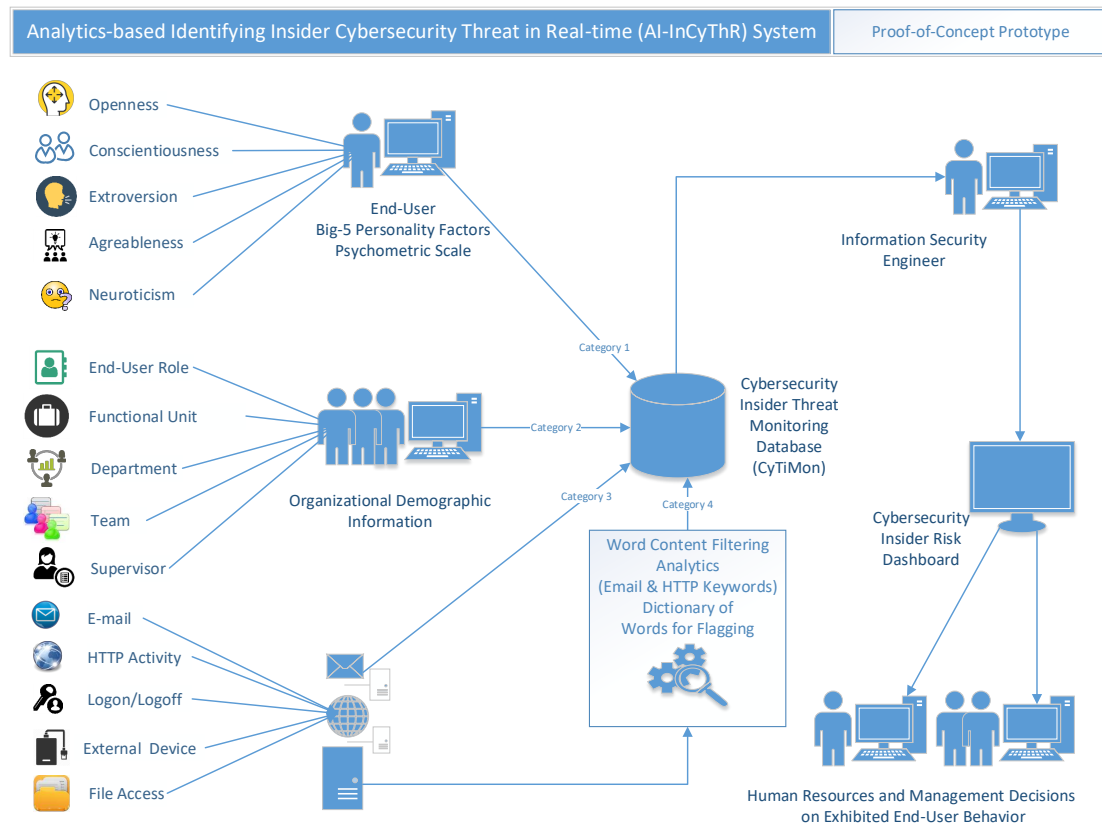 Analytics-based Identifying Insider Cybersecurity Threat in Real-time (AI-InCyThR) System
Proof-of-Concept Prototype
Openness
Conscientiousness
Extroversion
Agreableness
Neuroticism
End-User
Big-5 Personality Factors
Psychometric Scale
Information Security
Engineer
Category 1
End-User Role
Functional Unit
Department
Team
Supervisor
Organizational Demographic
Information
Category 2
Cybersecurity
Insider Threat
Monitoring
Database
(CyTiMon)
Category 3
Category 4
Cybersecurity
Insider Risk
Dashboard
Word Content Filtering
Analytics
(Email & HTTP Keywords)
Dictionary of
Words for Flagging
E-mail
HTTP Activity
Logon/Logoff
External Device
File Access
Human Resources and Management Decisions
on Exhibited End-User Behavior